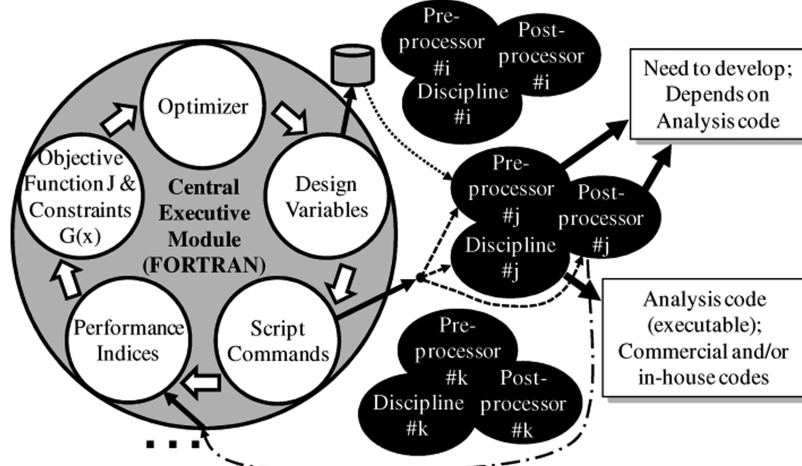 Optimizer
Objective
Function J &
Constraints
G(x)
Central
Executive
Module
(FORTRAN)
Design
Variables
Performance
Indices
Script
Commands
Pre-
processor
#i
Post-
processor
#i
Discipline
#i
Pre-
processor
#j
Post-
processor
#j
Discipline
#j
Pre-
processor
#k
Post-
processor
#k
Discipline
#k
Need to develop;
Depends on
Analysis code
Analysis code
(executable);
Commercial and/or
in-house codes